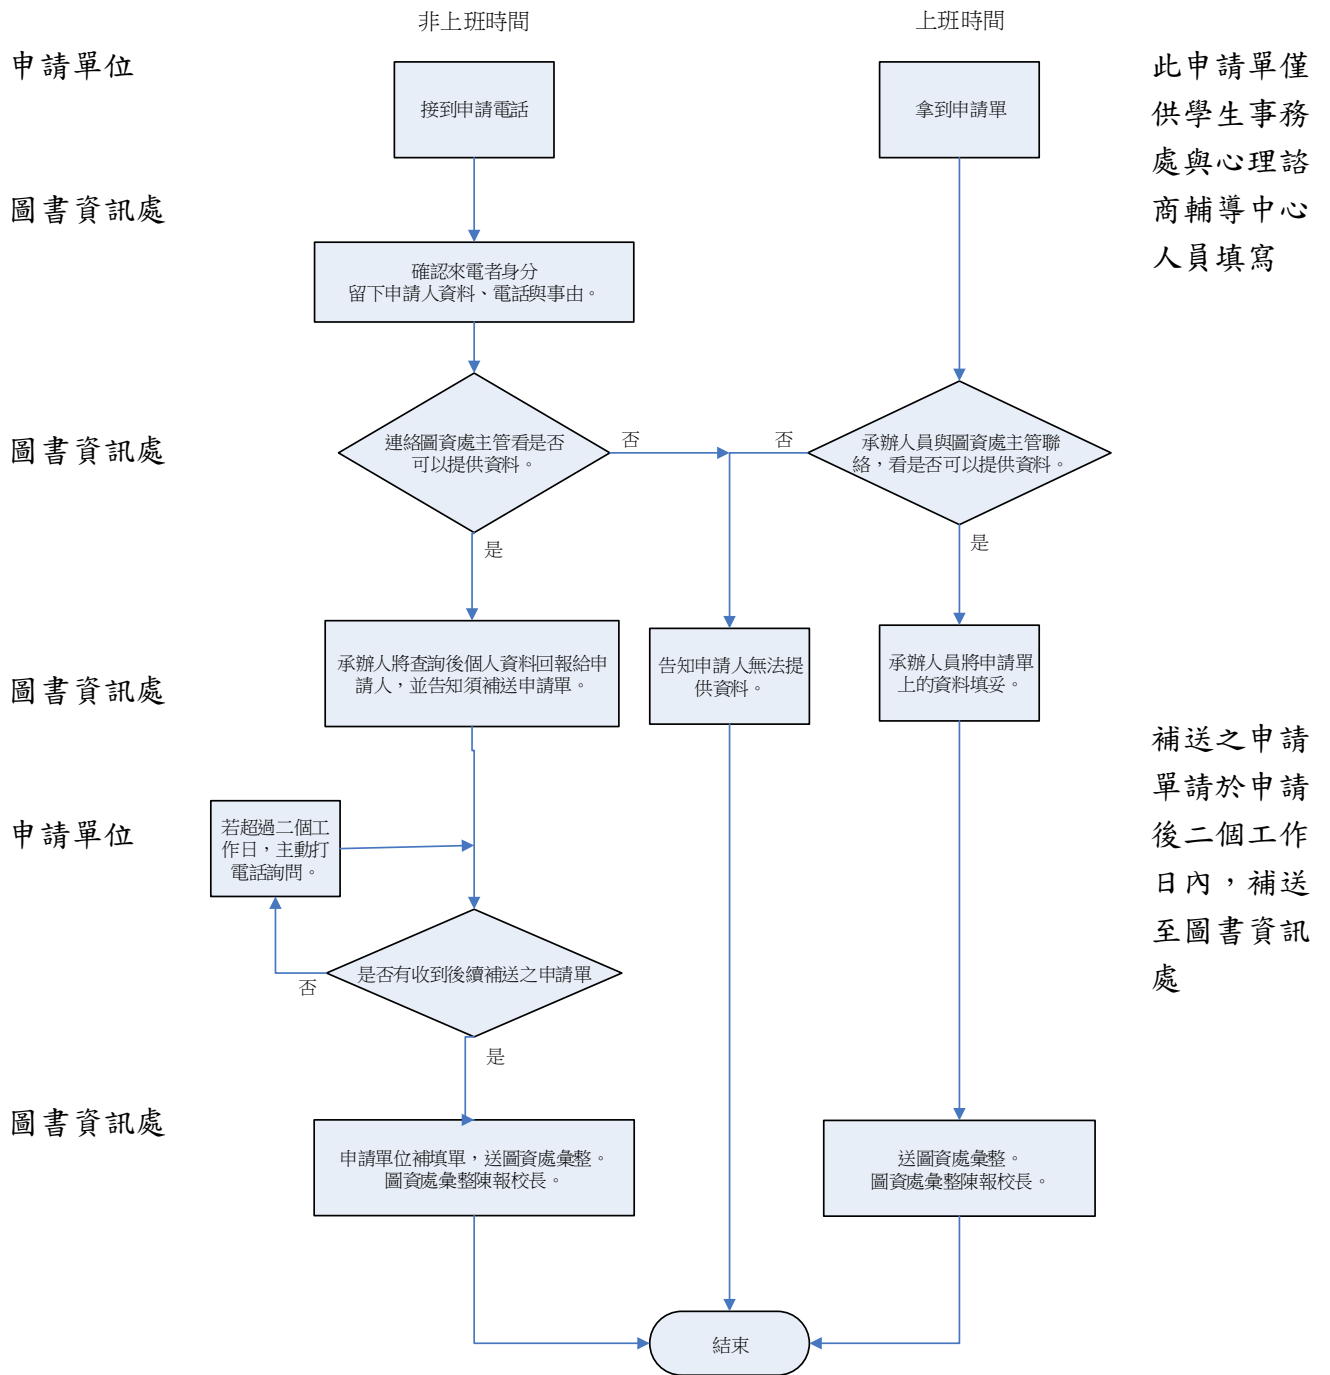 非上班時間
上班時間
申請單位
接到申請電話
拿到申請單
此申請單僅
供學生事務
處與心理諮
商輔導中心
人員填寫
圖書資訊處
確認來電者身分
留下申請人資料、電話與事由。
圖書資訊處
連絡圖資處主管看是否
可以提供資料。
否
否
承辦人員與圖資處主管聯
絡，看是否可以提供資料。
是
是
圖書資訊處
承辦人將查詢後個人資料回報給申
請人，並告知須補送申請單。
告知申請人無法提
供資料。
承辦人員將申請單
上的資料填妥。
補送之申請
單請於申請
後二個工作
日內，補送
至圖書資訊
處
申請單位
若超過二個工
作日，主動打
電話詢問。
是否有收到後續補送之申請單
否
是
圖書資訊處
申請單位補填單，送圖資處彙整。
圖資處彙整陳報校長。
送圖資處彙整。
圖資處彙整陳報校長。
結束